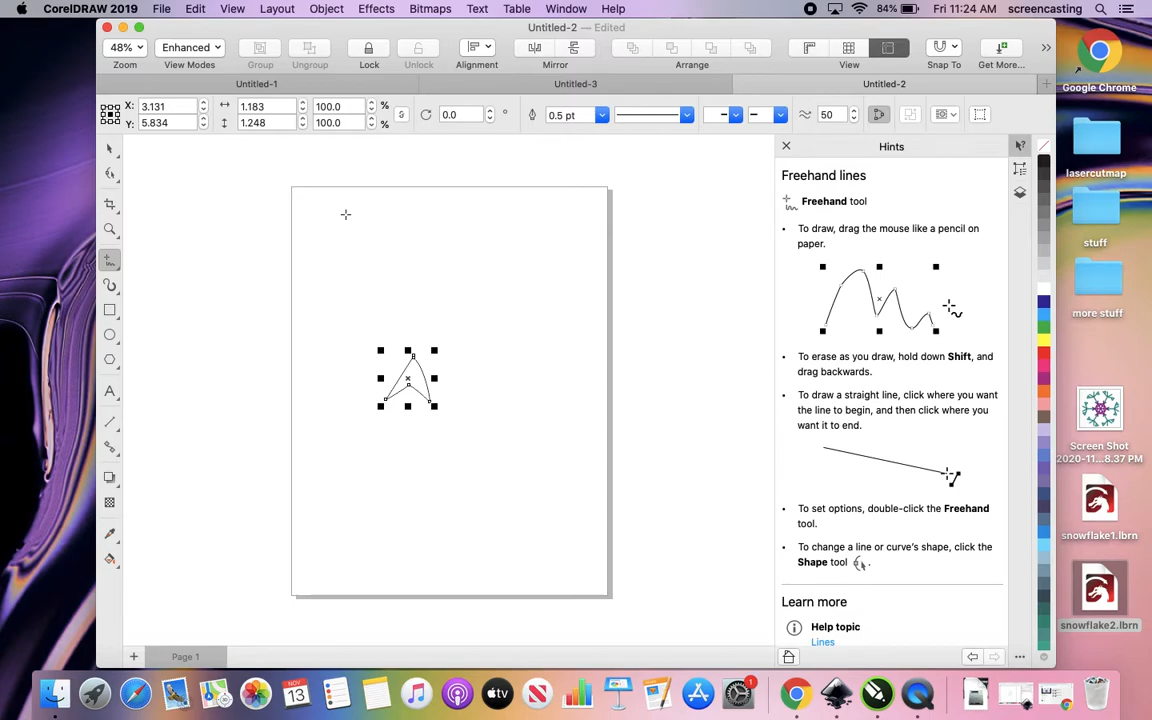 CorelDRAW 2019 File Edit View Layout Object Effects Bitmaps Text Table Window Help 84% Fri 11:24 AM screencasting
Untitled-2 — Edited
48% Enhanced
Zoom View Modes Group Ungroup Lock Unlock Alignment Mirror Arrange View Snap To Get More...
Untitled-1 Untitled-3 Untitled-2
X: 3.131 1.183 100.0 % 0.0 ° 0.5 pt 50
Y: 5.834 1.248 100.0 %
Hints
Freehand lines
Freehand tool
• To draw, drag the mouse like a pencil on
paper.
• To erase as you draw, hold down Shift, and
drag backwards.
• To draw a straight line, click where you want
the line to begin, and then click where you
want it to end.
• To set options, double-click the Freehand
tool.
• To change a line or curve's shape, click the
Shape tool .
Learn more
Help topic
Lines
Page 1
Google Chrome
lasercutmap
stuff
more stuff
Screen Shot
2020-11...8.37 PM
snowflake1.lbrn
snowflake2.lbrn
NOV
13
tv
1